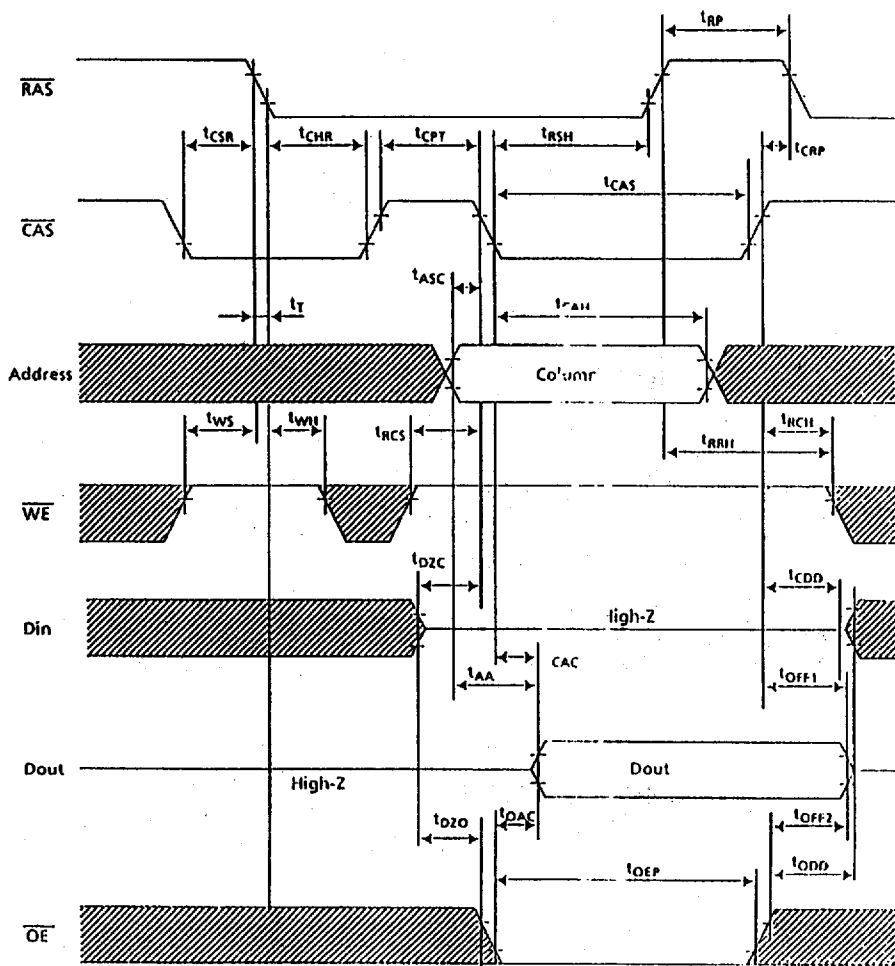 tRP
RAS
tCSR tCHR tCPT tRSH tCRP
tCAS
CAS
tASC
tT tCAH
Address Column
tWS tWH tRCS tRCH
tRRH
WE
tDZC tCDD
Din High-Z
CAC
tAA tOFF1
Dout High-Z Dout
tDZO tOAC tOFF2
tOEP tODD
OE